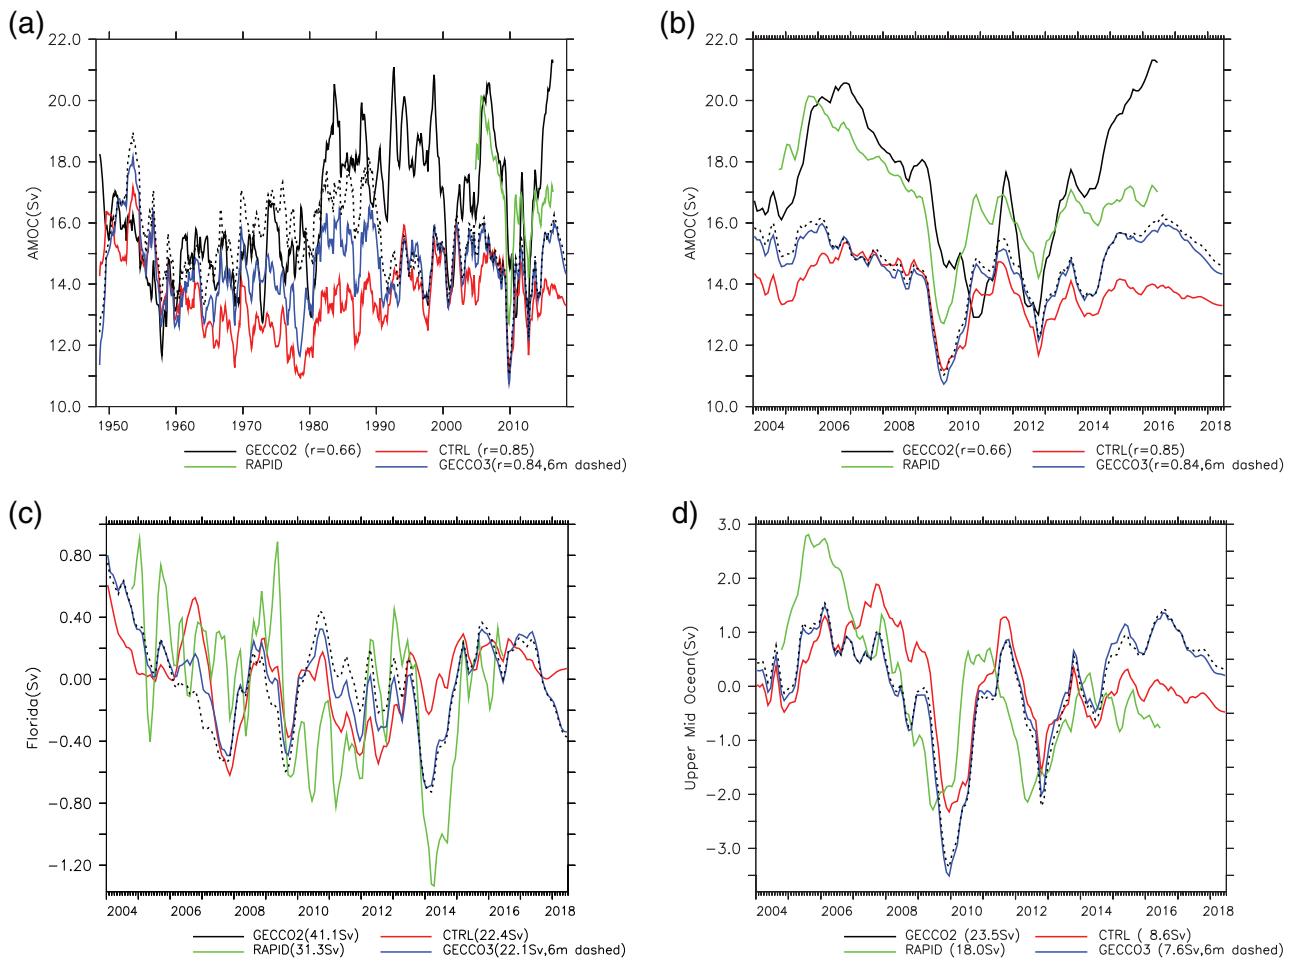 (a)
22.0
20.0
18.0
16.0
14.0
12.0
10.0
AMOC(Sv)
1950 1960 1970 1980 1990 2000 2010
GECCO2 (r=0.66) CTRL (r=0.85)
RAPID GECCO3(r=0.84,6m dashed)
(b)
22.0
20.0
18.0
16.0
14.0
12.0
10.0
AMOC(Sv)
2004 2006 2008 2010 2012 2014 2016 2018
GECCO2(r=0.66) CTRL(r=0.85)
RAPID GECCO3(r=0.84,6m dashed)
(c)
0.80
0.40
0.00
-0.40
-0.80
-1.20
Florida(Sv)
2004 2006 2008 2010 2012 2014 2016 2018
GECCO2(41.1Sv) CTRL(22.4Sv)
RAPID(31.3Sv) GECCO3(22.1Sv,6m dashed)
d)
3.0
2.0
1.0
0.0
-1.0
-2.0
-3.0
Upper Mid Ocean(Sv)
2004 2006 2008 2010 2012 2014 2016 2018
GECCO2 (23.5Sv) CTRL ( 8.6Sv)
RAPID (18.0Sv) GECCO3 (7.6Sv,6m dashed)